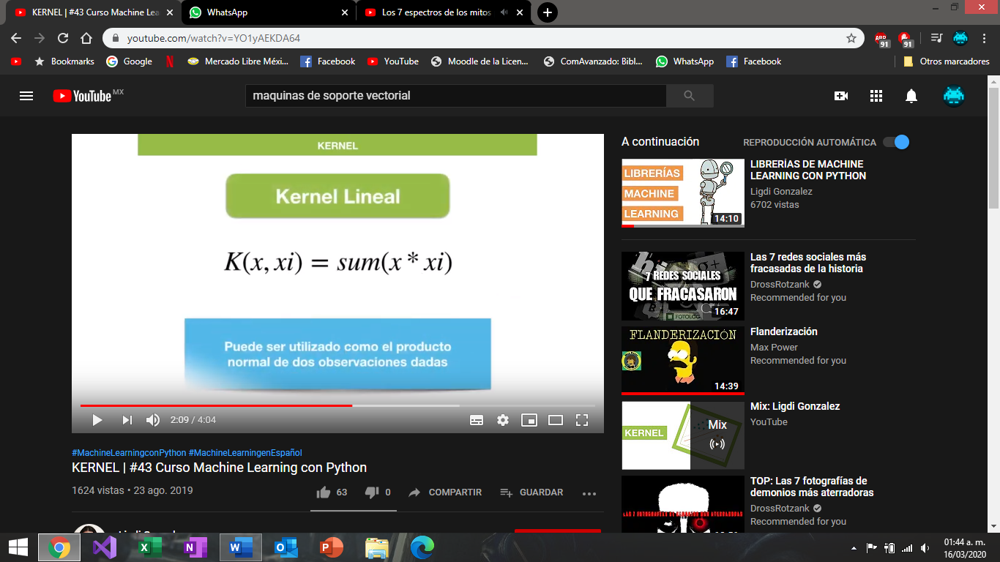 KERNEL | #43 Curso Machine Lea
WhatsApp
Los 7 espectros de los mitos
youtube.com/watch?v=YO1yAEKDA64
ABP
91
91
Bookmarks
Google
Mercado Libre Méxi...
Facebook
YouTube
Moodle de la Licen...
ComAvanzado: Bibl...
WhatsApp
Facebook
Otros marcadores
YouTube MX
maquinas de soporte vectorial
KERNEL
Kernel Lineal
K(x, xi) = sum(x * xi)
Puede ser utilizado como el producto
normal de dos observaciones dadas
2:09 / 4:04
#MachineLearningconPython #MachineLearningenEspañol
KERNEL | #43 Curso Machine Learning con Python
1624 vistas • 23 ago. 2019
63
0
COMPARTIR
GUARDAR
A continuación
REPRODUCCIÓN AUTOMÁTICA
LIBRERÍAS
MACHINE
LEARNING
14:10
LIBRERÍAS DE MACHINE
LEARNING CON PYTHON
Ligdi Gonzalez
6702 vistas
7 REDES SOCIALES
QUE FRACASARON
FOTOLOG
16:47
Las 7 redes sociales más
fracasadas de la historia
DrossRotzank
Recommended for you
FLANDERIZACIÓN
14:39
Flanderización
Max Power
Recommended for you
KERNEL
Mix
Mix: Ligdi Gonzalez
YouTube
TOP: Las 7 fotografías de
demonios más aterradoras
DrossRotzank
Recommended for you
01:44 a. m.
16/03/2020